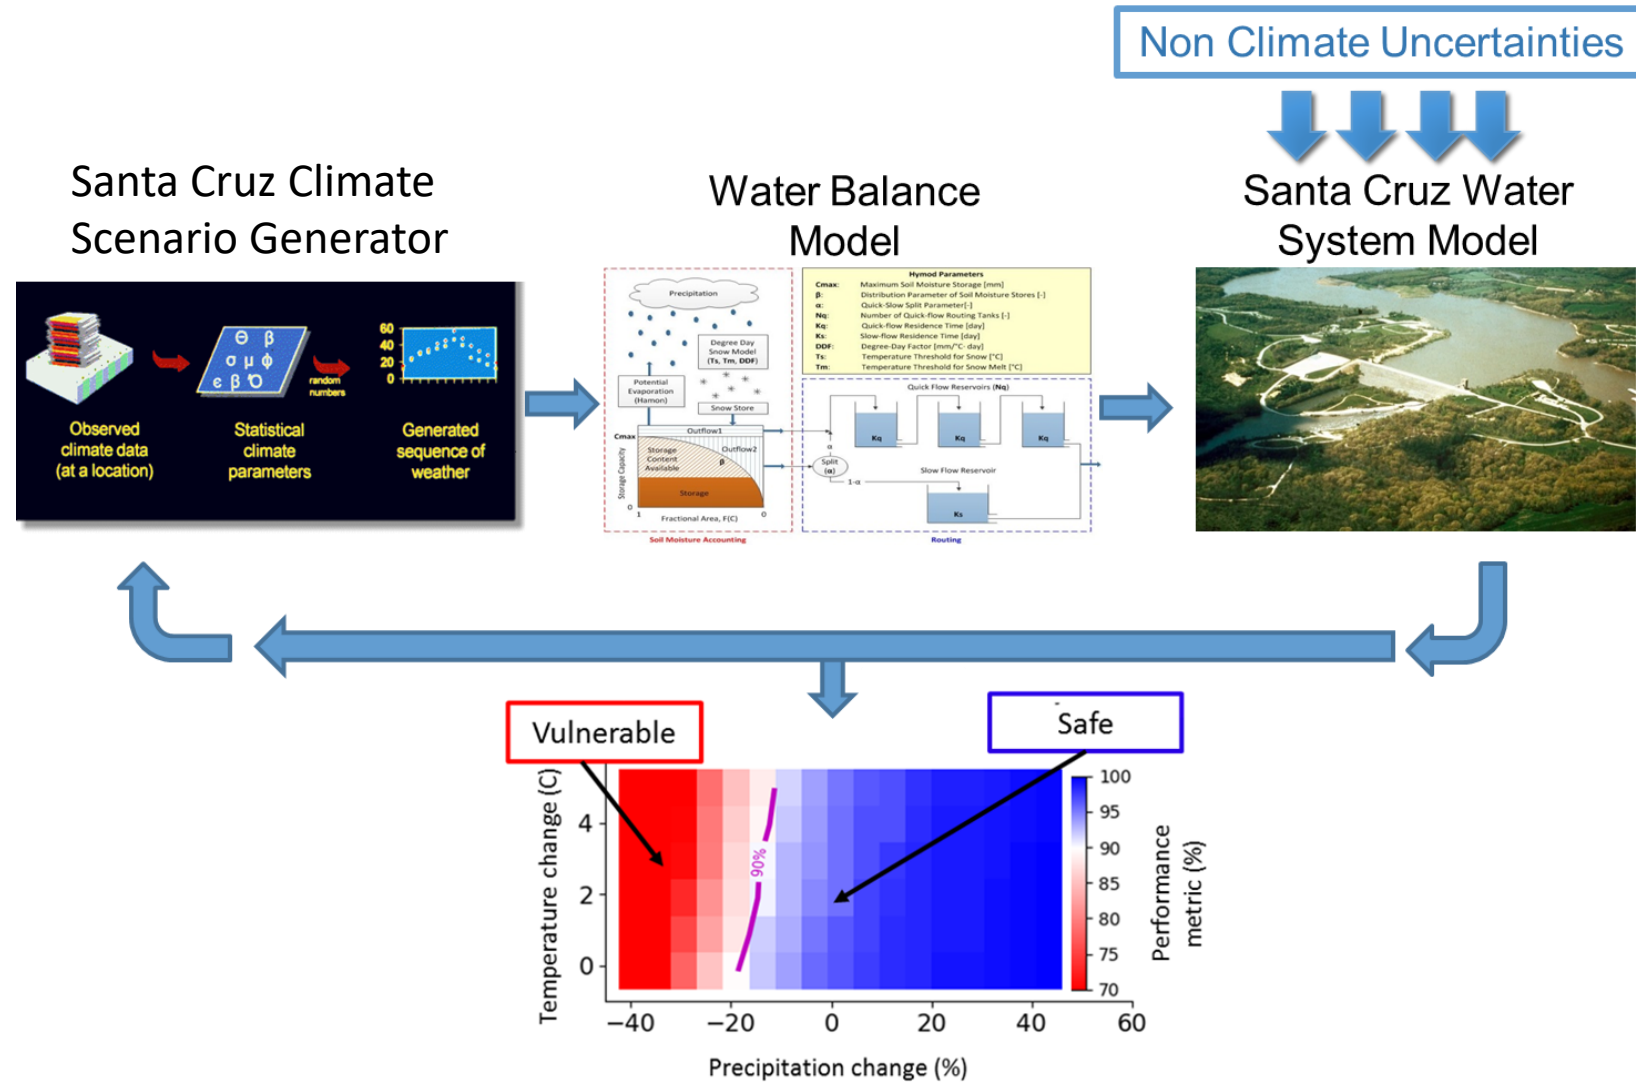 Non Climate Uncertainties
Santa Cruz Climate
Scenario Generator
Water Balance
Model
Santa Cruz Water
System Model
Θ β
σ μ ϕ
random
numbers
60
40
20
0
Observed
climate data
(at a location)
Statistical
climate
parameters
Generated
sequence of
weather
Precipitation
Degree Day
Snow Model
(Ts, Tm, DDF)
Potential
Evaporation
(Hamon)
Snow Store
Outflow1
Cmax
Outflow2
Storage
Content
Available
β
Storage
Storage Capacity
0
1
0
Fractional Area, F(C)
Soil Moisture Accounting
Hymod Parameters
Cmax: Maximum Soil Moisture Storage [mm]
β: Distribution Parameter of Soil Moisture Stores [-]
α: Quick-Slow Split Parameter[-]
Nq: Number of Quick-flow Routing Tanks [-]
Kq: Quick-flow Residence Time [day]
Ks: Slow-flow Residence Time [day]
DDF: Degree-Day Factor [mm/°C· day]
Ts: Temperature Threshold for Snow [°C]
Tm: Temperature Threshold for Snow Melt [°C]
Quick Flow Reservoirs (Nq)
Kq
Kq
Kq
α
Split
(α)
1-α
Slow Flow Reservoir
Ks
Routing
Vulnerable
Safe
Temperature change (C)
4
2
0
90%
−40
−20
0
20
40
60
Precipitation change (%)
100
95
90
85
80
75
70
Performance
metric (%)